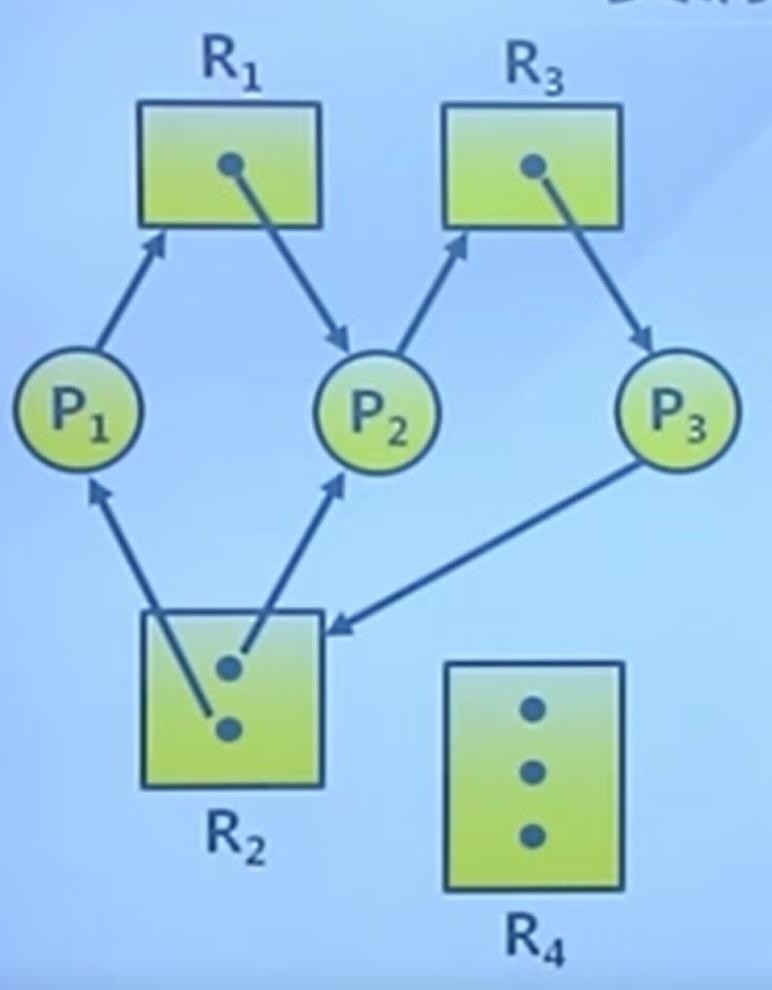 R₁
R₃
P₁
P₂
P₃
R₂
R₄